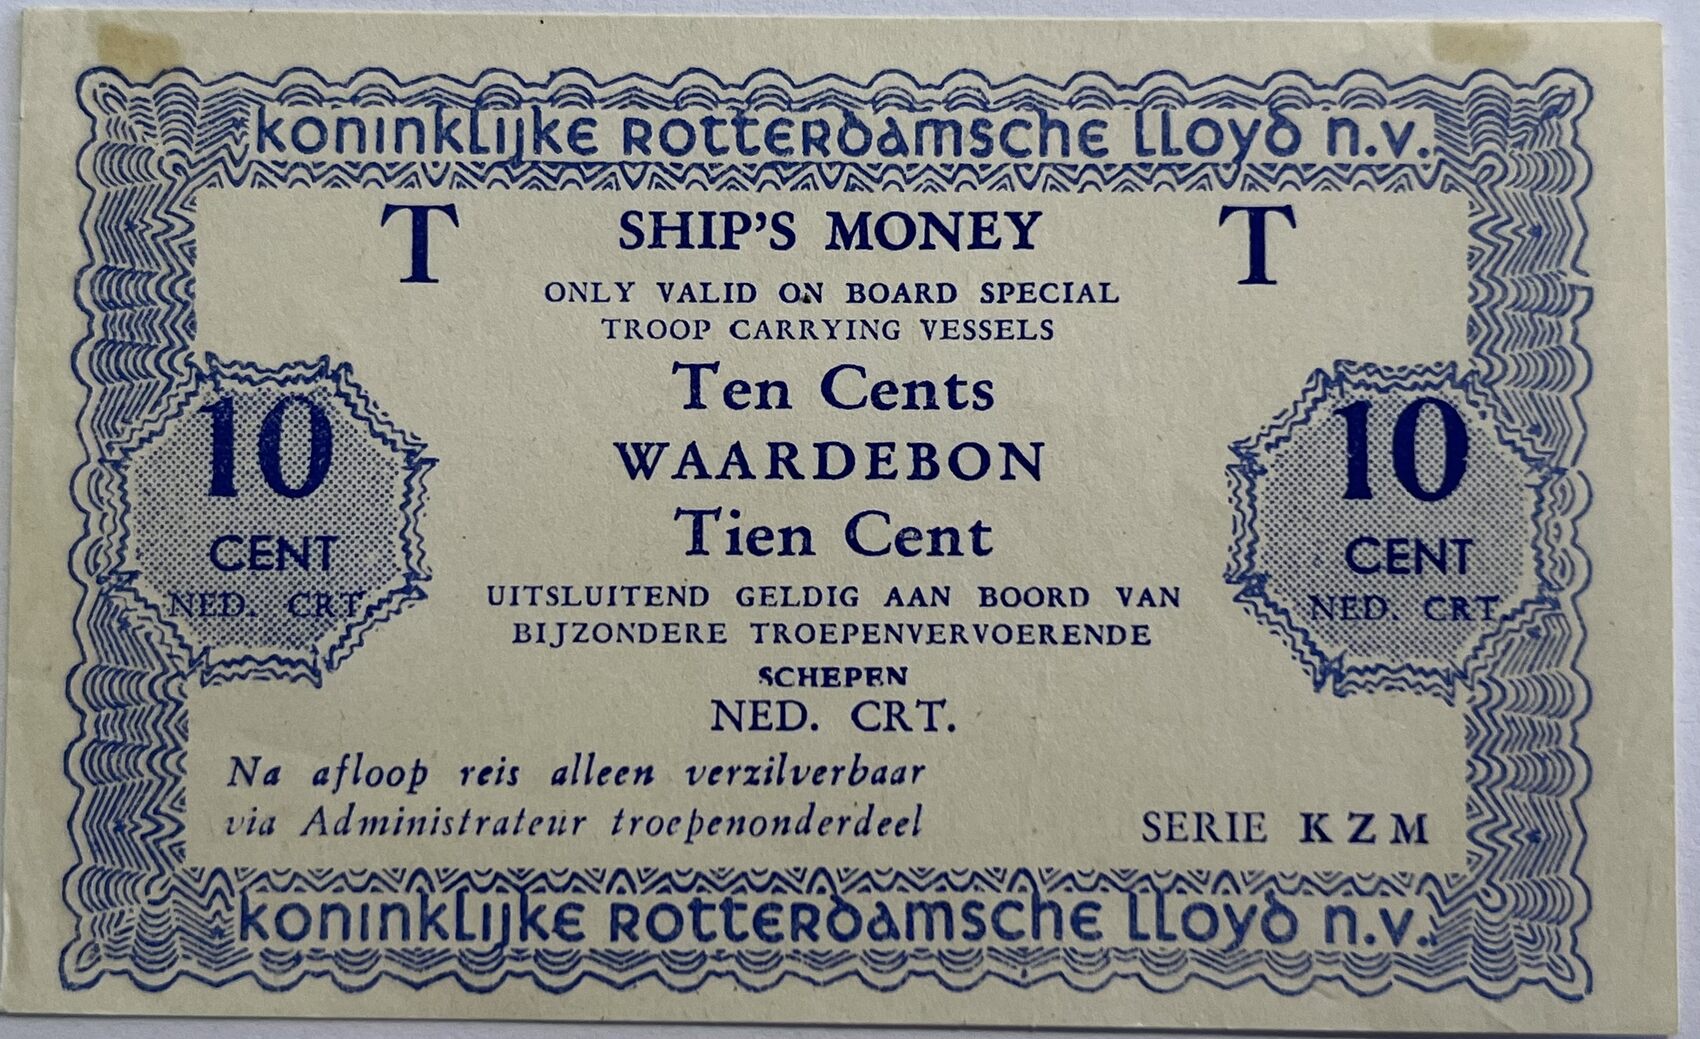 koninklijke Rotterdamsche Lloyd n.v.
T SHIP'S MONEY T
ONLY VALID ON BOARD SPECIAL
TROOP CARRYING VESSELS
Ten Cents
WAARDEBON
Tien Cent
UITSLUITEND GELDIG AAN BOORD VAN
BIJZONDERE TROEPENVERVOERENDE
SCHEPEN
NED. CRT.
10
CENT
NED. CRT.
10
CENT
NED. CRT.
Na afloop reis alleen verzilverbaar
via Administrateur troepenonderdeel
SERIE K Z M
koninklijke Rotterdamsche Lloyd n.v.